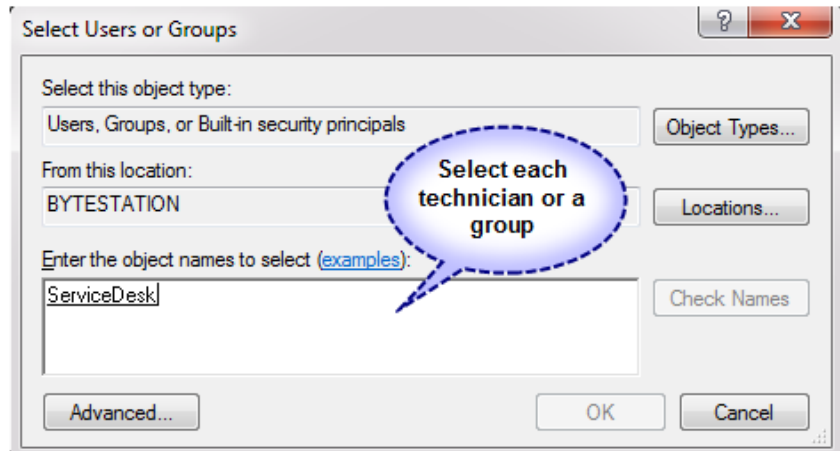 Select Users or Groups
Select this object type:
Users, Groups, or Built-in security principals
Object Types...
From this location:
BYTESTATION
Locations...
Select each
technician or a
group
Enter the object names to select (examples):
ServiceDesk
Check Names
Advanced...
OK
Cancel